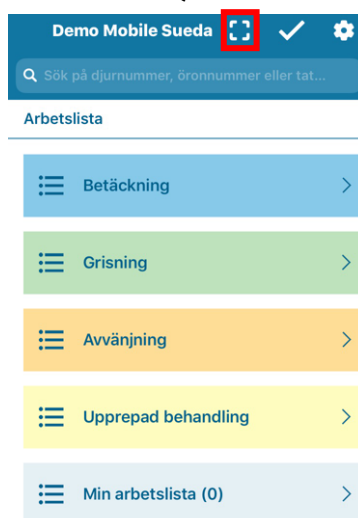 Demo Mobile Sueda
Sök på djurnummer, öronnummer eller tat...
Arbetslista
Betäckning
Grisning
Avvänjning
Upprepad behandling
Min arbetslista (0)